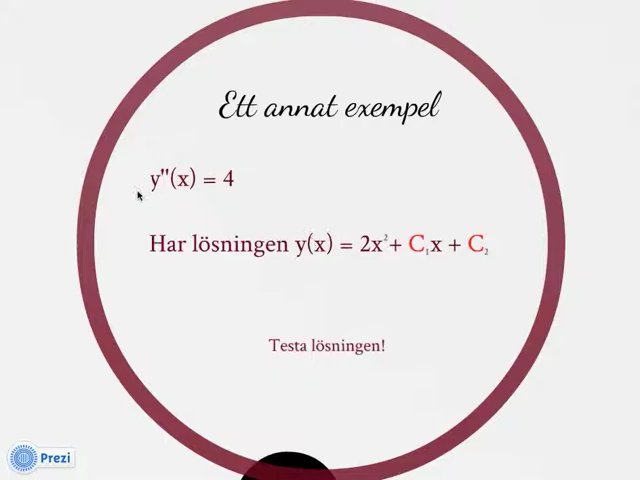 Ett annat exempel
y''(x) = 4
Har lösningen y(x) = 2x²+ C₁x + C₂
Testa lösningen!
Prezi